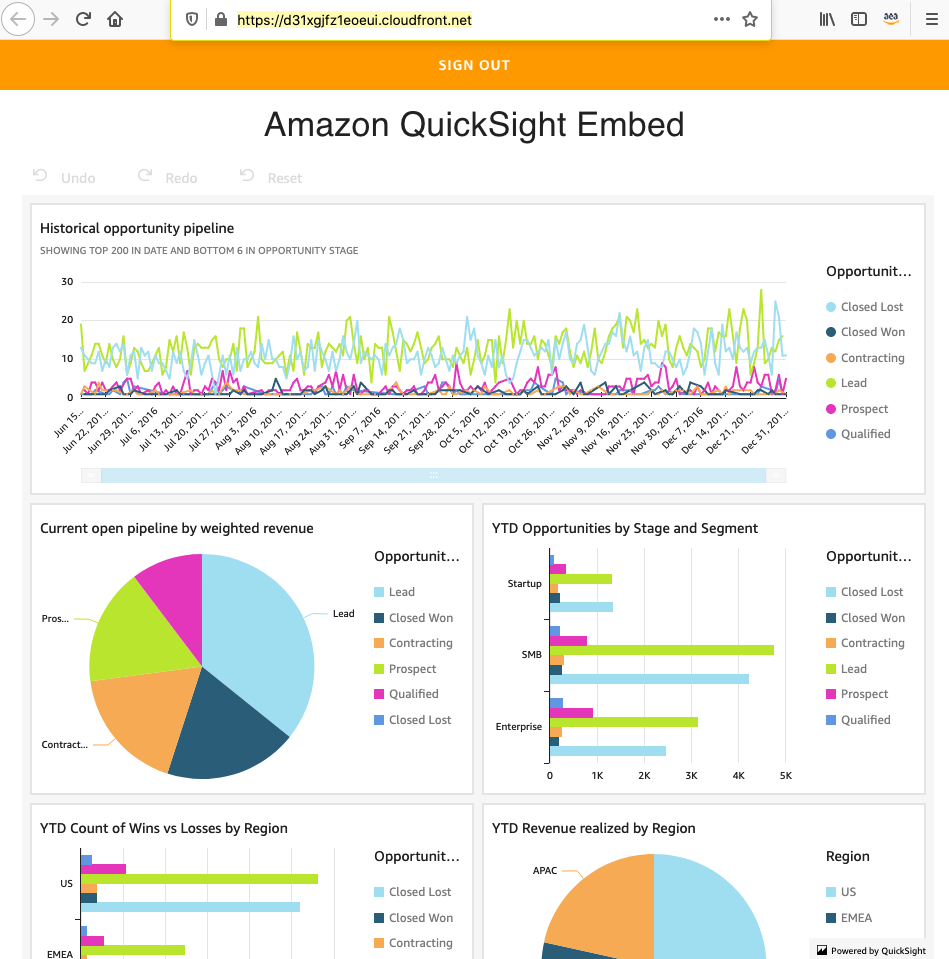 https://d31xgjfz1eoeui.cloudfront.net
aea
SIGN OUT
Amazon QuickSight Embed
Undo Redo Reset
Historical opportunity pipeline
SHOWING TOP 200 IN DATE AND BOTTOM 6 IN OPPORTUNITY STAGE
Opportunit...
Closed Lost
Closed Won
Contracting
Lead
Prospect
Qualified
30
20
10
0
Jun 15...
Jun 22, 201...
Jun 29, 201...
Jul 6, 2016
Jul 13, 201...
Jul 20, 201...
Jul 27, 201...
Aug 3, 2016
Aug 10, 201...
Aug 17, 201...
Aug 24, 201...
Aug 31, 201...
Sep 7, 2016
Sep 14, 201...
Sep 21, 201...
Sep 28, 201...
Oct 5, 2016
Oct 12, 201...
Oct 19, 201...
Oct 26, 201...
Nov 2, 2016
Nov 9, 2016
Nov 16, 201...
Nov 23, 201...
Nov 30, 201...
Dec 7, 2016
Dec 14, 201...
Dec 21, 201...
Dec 31, 201...
Current open pipeline by weighted revenue
Opportunit...
Lead
Closed Won
Contracting
Prospect
Qualified
Closed Lost
Lead
Pros...
Contract...
YTD Opportunities by Stage and Segment
Opportunit...
Closed Lost
Closed Won
Contracting
Lead
Prospect
Qualified
Startup
SMB
Enterprise
0 1K 2K 3K 4K 5K
YTD Count of Wins vs Losses by Region
Opportunit...
Closed Lost
Closed Won
Contracting
US
EMEA
YTD Revenue realized by Region
Region
US
EMEA
APAC
Powered by QuickSight